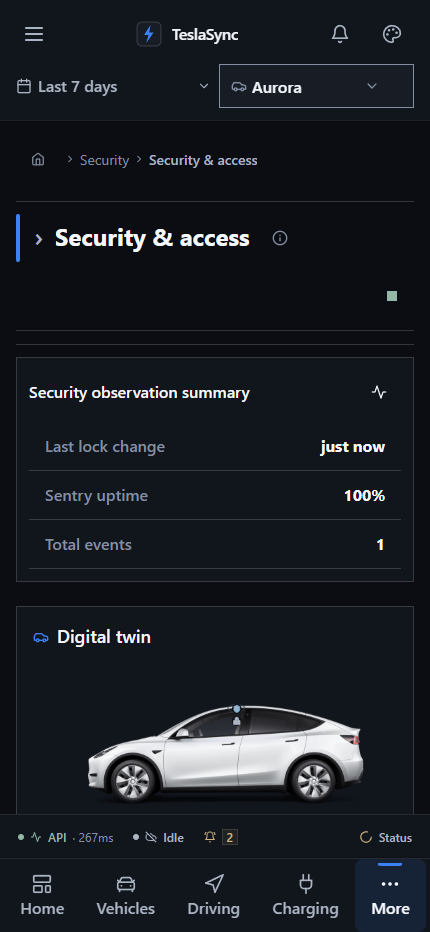 TeslaSync
Last 7 days
Aurora
Security
Security & access
Security & access
Security observation summary
Last lock change
just now
Sentry uptime
100%
Total events
1
Digital twin
API · 267ms
Idle
2
Status
Home
Vehicles
Driving
Charging
More